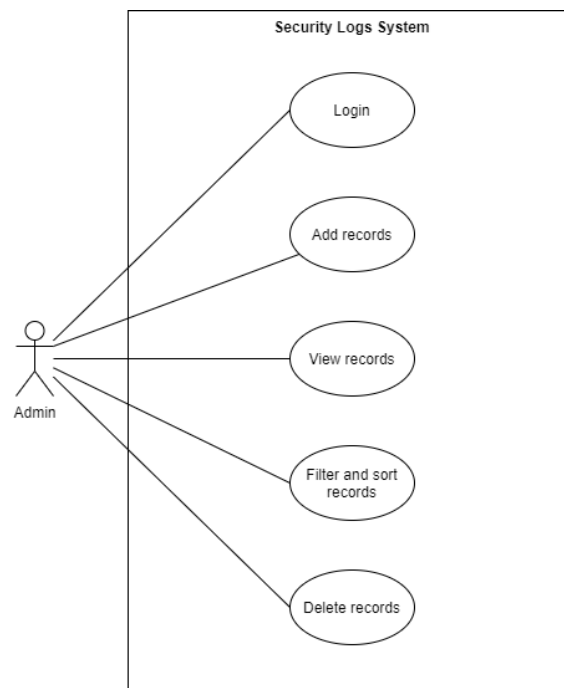 Security Logs System
Login
Add records
View records
Admin
Filter and sort
records
Delete records